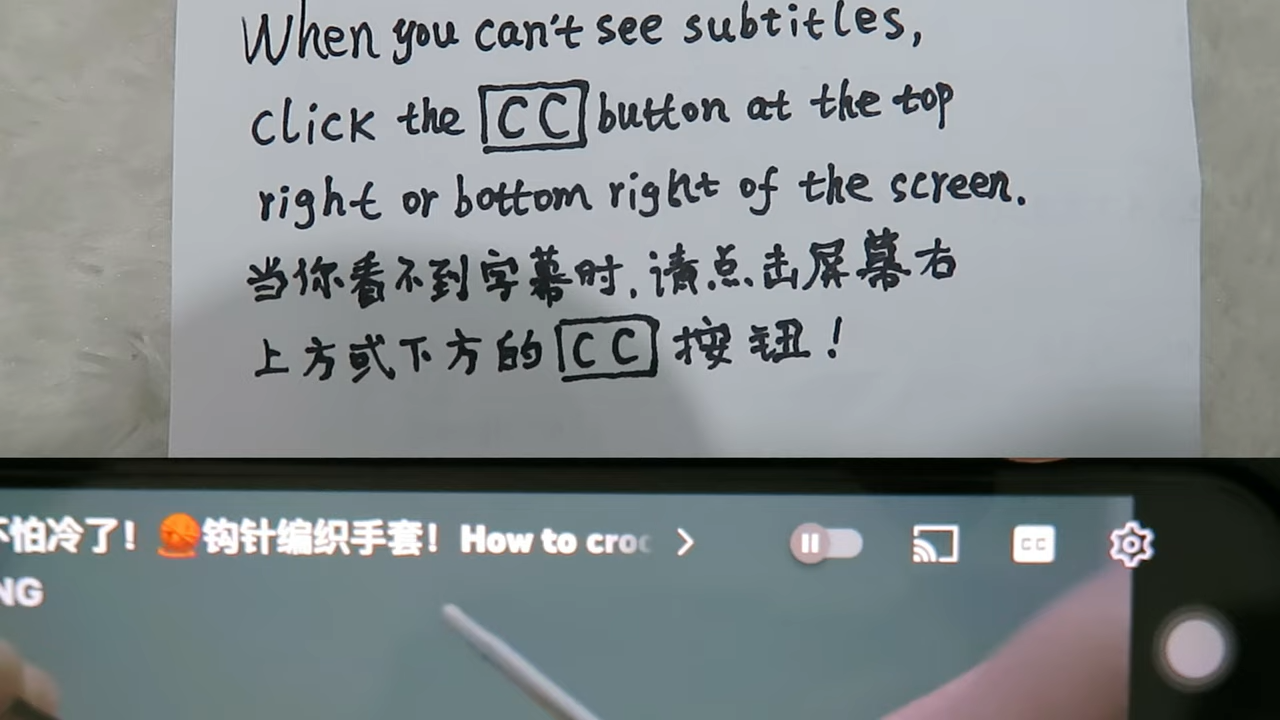 When you can't see subtitles,
click the CC button at the top
right or bottom right of the screen.
当你看不到字幕时,请点击屏幕右
上方或下方的CC按钮!
怕冷了!🧶钩针编织手套!How to croc
CC
NG